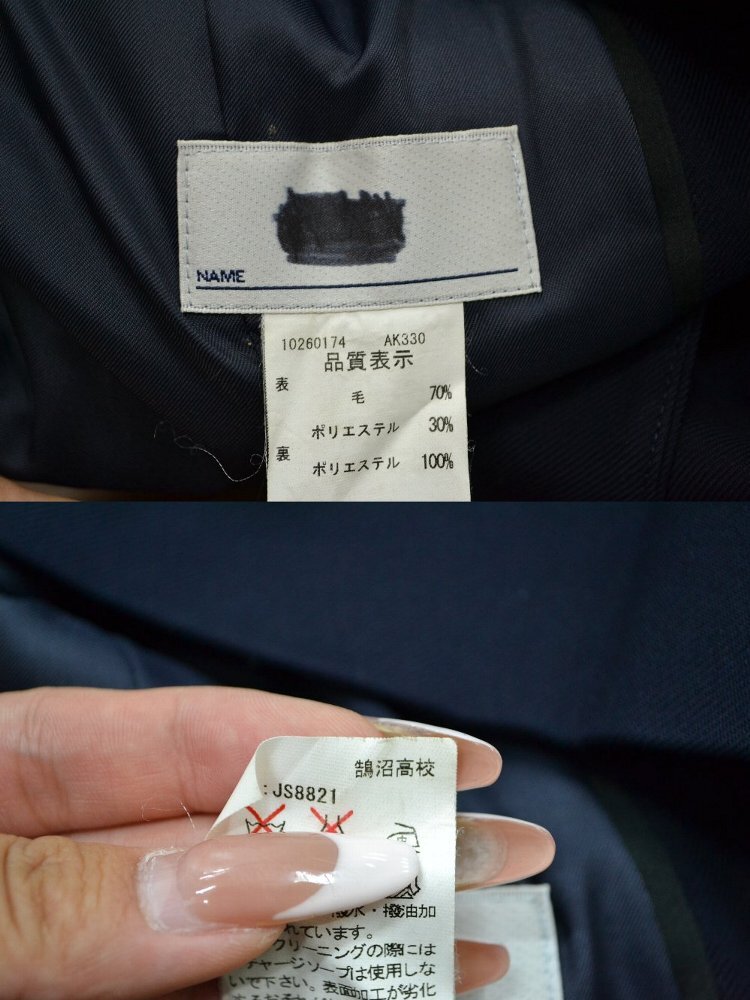 NAME
10260174 AK330
品質表示
表 毛 70%
ポリエステル 30%
裏 ポリエステル 100%
鵠沼高校
:JS8821
撥水・撥油加
れています。
クリーニングの際には
チャージソープは使用しな
いで下さい。表面加工が劣化